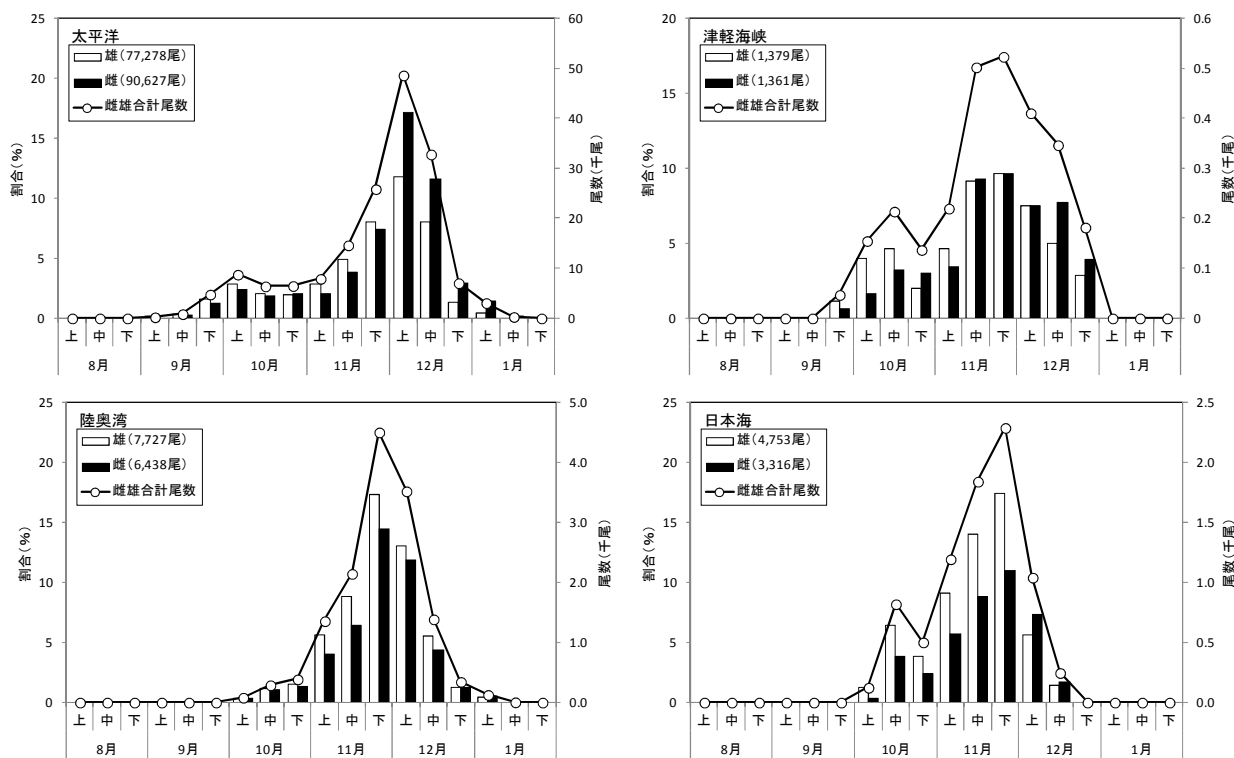 太平洋
雄(77,278尾)
雌(90,627尾)
雌雄合計尾数
割合(%)
尾数(千尾)
25
20
15
10
5
0
60
50
40
30
20
10
0
上 中 下 上 中 下 上 中 下 上 中 下 上 中 下 上 中 下
8月 9月 10月 11月 12月 1月
津軽海峡
雄(1,379尾)
雌(1,361尾)
雌雄合計尾数
割合(%)
尾数(千尾)
20
15
10
5
0
0.6
0.5
0.4
0.3
0.2
0.1
0
上 中 下 上 中 下 上 中 下 上 中 下 上 中 下 上 中 下
8月 9月 10月 11月 12月 1月
陸奥湾
雄(7,727尾)
雌(6,438尾)
雌雄合計尾数
割合(%)
尾数(千尾)
25
20
15
10
5
0
5.0
4.0
3.0
2.0
1.0
0.0
上 中 下 上 中 下 上 中 下 上 中 下 上 中 下 上 中 下
8月 9月 10月 11月 12月 1月
日本海
雄(4,753尾)
雌(3,316尾)
雌雄合計尾数
割合(%)
尾数(千尾)
25
20
15
10
5
0
2.5
2.0
1.5
1.0
0.5
0.0
上 中 下 上 中 下 上 中 下 上 中 下 上 中 下 上 中 下
8月 9月 10月 11月 12月 1月